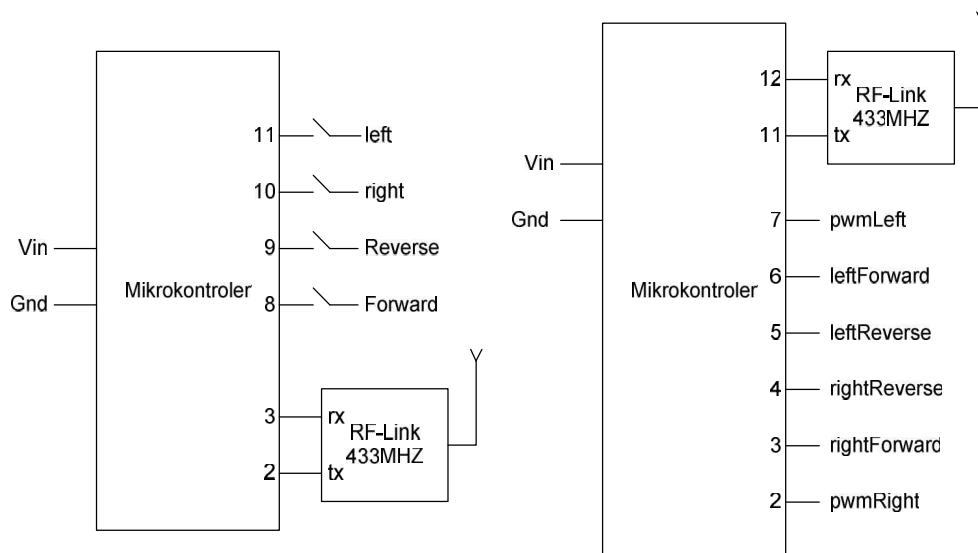 11
left
10
right
Vin
9
Reverse
Gnd
Mikrokontroler
8
Forward
3
rx
RF-Link
433MHZ
2
tx
12
rx
RF-Link
433MHZ
11
tx
Vin
Gnd
7
pwmLeft
6
leftForward
Mikrokontroler
5
leftReverse
4
rightReverse
3
rightForward
2
pwmRight